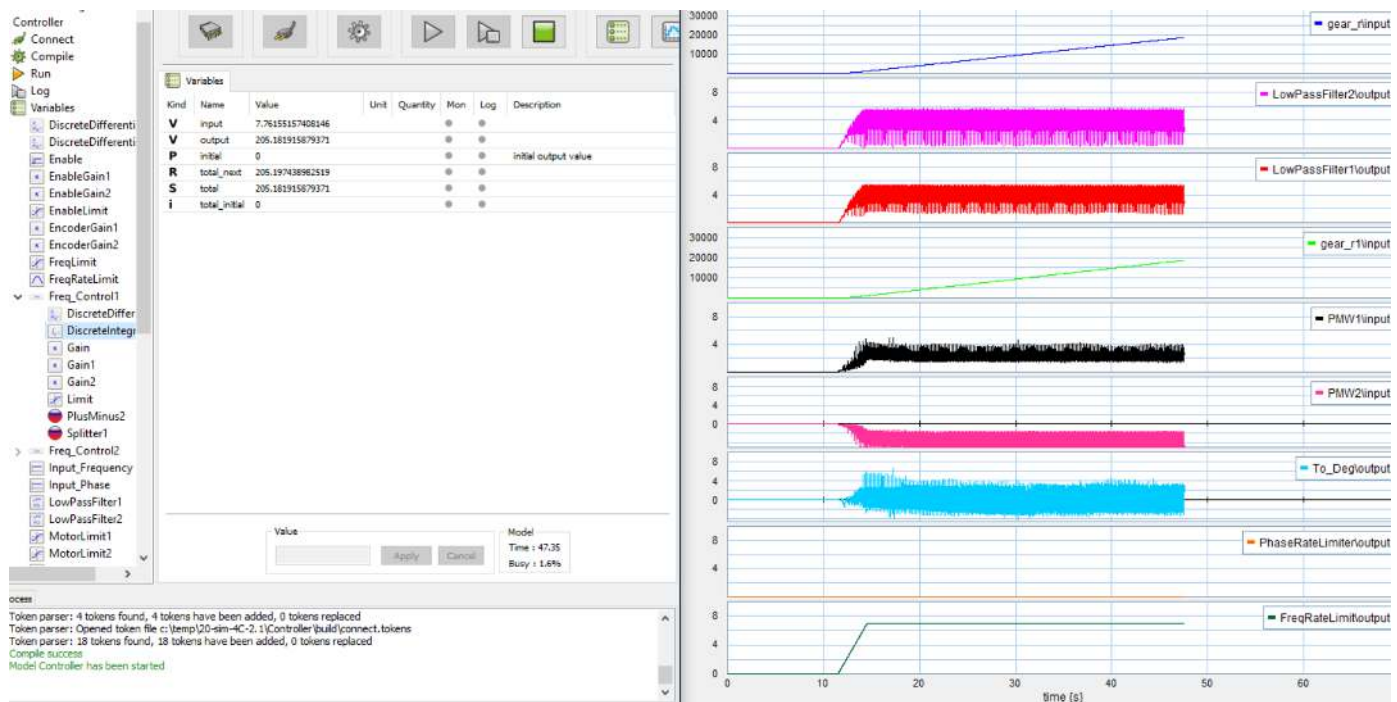 Controller
Connect
Compile
Run
Log
Variables
DiscreteDifferenti
DiscreteDifferenti
Enable
EnableGain1
EnableGain2
EnableLimit
EncoderGain1
EncoderGain2
FreqLimit
FreqRateLimit
Freq_Control1
DiscreteDiffer
DiscreteIntegr
Gain
Gain1
Gain2
Limit
PlusMinus2
Splitter1
Freq_Control2
Input_Frequency
Input_Phase
LowPassFilter1
LowPassFilter2
MotorLimit1
MotorLimit2
Variables
Kind Name Value Unit Quantity Mon Log Description
V input 7.76155157408146
V output 205.181915879371
P initial 0 initial output value
R total_next 205.197438982519
S total 205.181915879371
i total_initial 0
Value
Apply Cancel
Model
Time : 47.35
Busy : 1.6%
ocess
Token parser: 4 tokens found, 4 tokens have been added, 0 tokens replaced
Token parser: Opened token file c:\temp\20-sim-4C-2.1\Controller\build\connect.tokens
Token parser: 18 tokens found, 18 tokens have been added, 0 tokens replaced
Compile success
Model Controller has been started
30000
20000
10000
gear_r\input
8
4
LowPassFilter2\output
8
4
LowPassFilter1\output
30000
20000
10000
gear_r1\input
8
4
PMW1\input
8
4
0
PMW2\input
8
4
0
To_Deg\output
8
4
PhaseRateLimiter\output
8
4
0
FreqRateLimit\output
0 10 20 30 40 50 60
time {s}